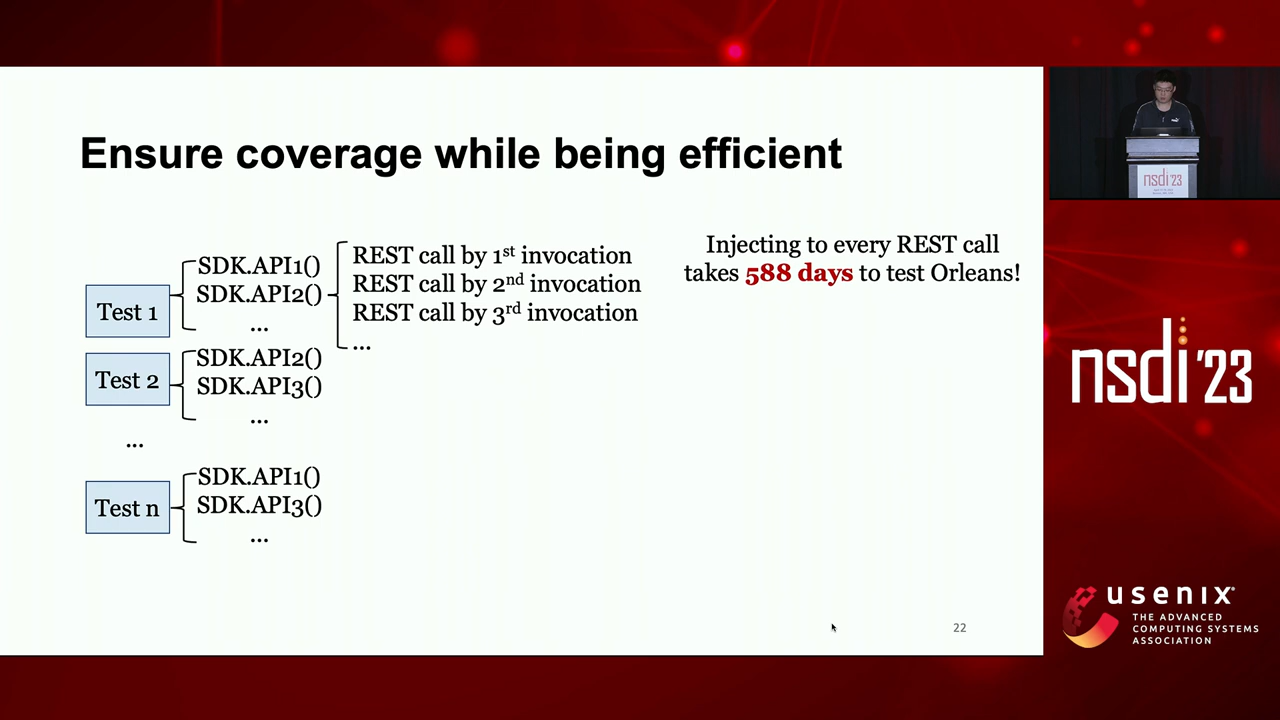 Ensure coverage while being efficient
Test 1
SDK.API1()
SDK.API2()
...
REST call by 1st invocation
REST call by 2nd invocation
REST call by 3rd invocation
...
Injecting to every REST call
takes 588 days to test Orleans!
Test 2
SDK.API2()
SDK.API3()
...
...
Test n
SDK.API1()
SDK.API3()
...
22
nsdi'23
nsdi '23
usenix
THE ADVANCED
COMPUTING SYSTEMS
ASSOCIATION